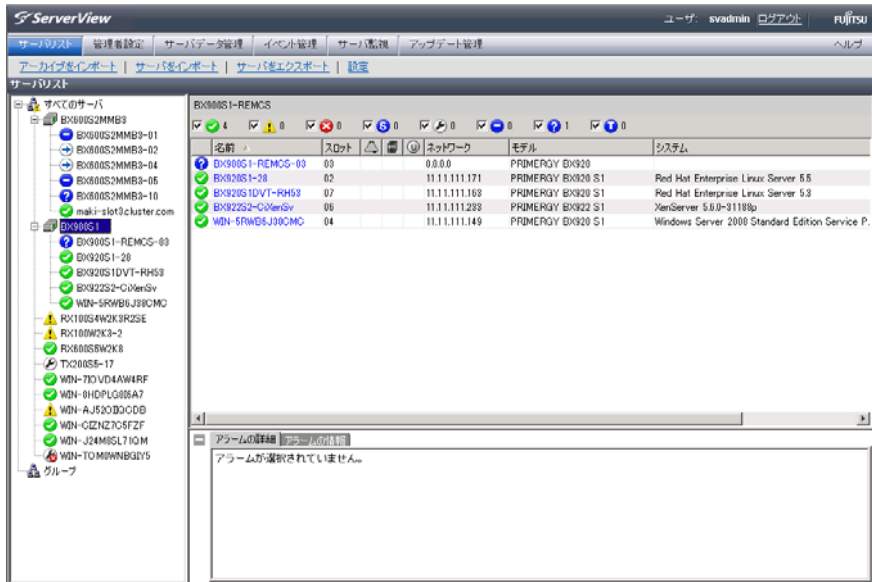 ServerView
ユーザ: svadmin ログアウト FUJITSU
サーバリスト 管理者設定 サーバデータ管理 イベント管理 サーバ監視 アップデート管理 ヘルプ
アーカイブをインポート | サーバをインポート | サーバをエクスポート | 設定
サーバリスト
すべてのサーバ
BX600S2MMB3
BX600S2MMB3-01
BX600S2MMB3-02
BX600S2MMB3-04
BX600S2MMB3-05
BX600S2MMB3-10
maki-slot3.cluster.com
BX900S1
BX900S1-REMCS-03
BX920S1-28
BX920S1DVT-RH53
BX922S2-CiXenSv
WIN-5RWB6J38CMC
RX100S4W2K3R2SE
RX100W2K3-2
RX600S5W2K8
TX200S5-17
WIN-7IOVD4AW4RF
WIN-AJ52OBQCDB
WIN-GIZNZ7C5FZF
WIN-J24M8SL71QM
グループ
BX900S1-REMCS
4 0 0 0 0 0 1 0
名前 スロット ネットワーク モデル システム
BX900S1-REMCS-03 03 0.0.0.0 PRIMERGY BX920
BX920S1-28 02 11.11.111.171 PRIMERGY BX920 S1 Red Hat Enterprise Linux Server 5.5
BX920S1DVT-RH53 07 11.11.111.163 PRIMERGY BX920 S1 Red Hat Enterprise Linux Server 5.3
BX922S2-CiXenSv 06 11.11.111.233 PRIMERGY BX922 S1 XenServer 5.6.0-31188p
WIN-5RWB6J38CMC 04 11.11.111.149 PRIMERGY BX920 S1 Windows Server 2008 Standard Edition Service P.
アラームの詳細 アラームの情報
アラームが選択されていません。